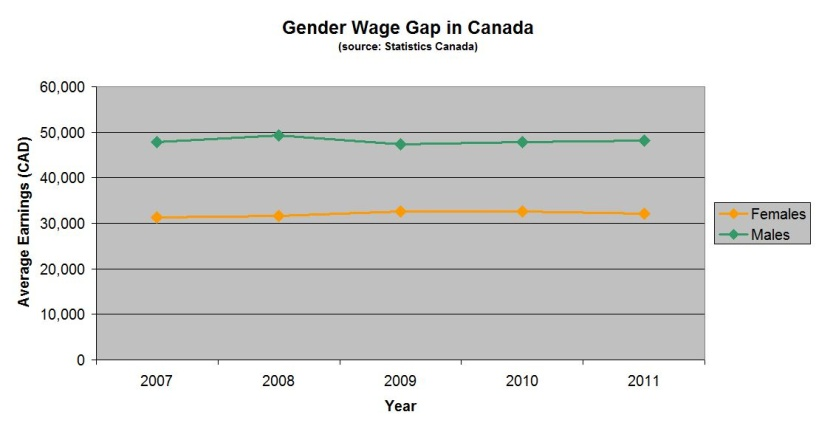 Gender Wage Gap in Canada
(source: Statistics Canada)
Average Earnings (CAD)
60,000
50,000
40,000
30,000
20,000
10,000
0
2007 2008 2009 2010 2011
Year
Females
Males